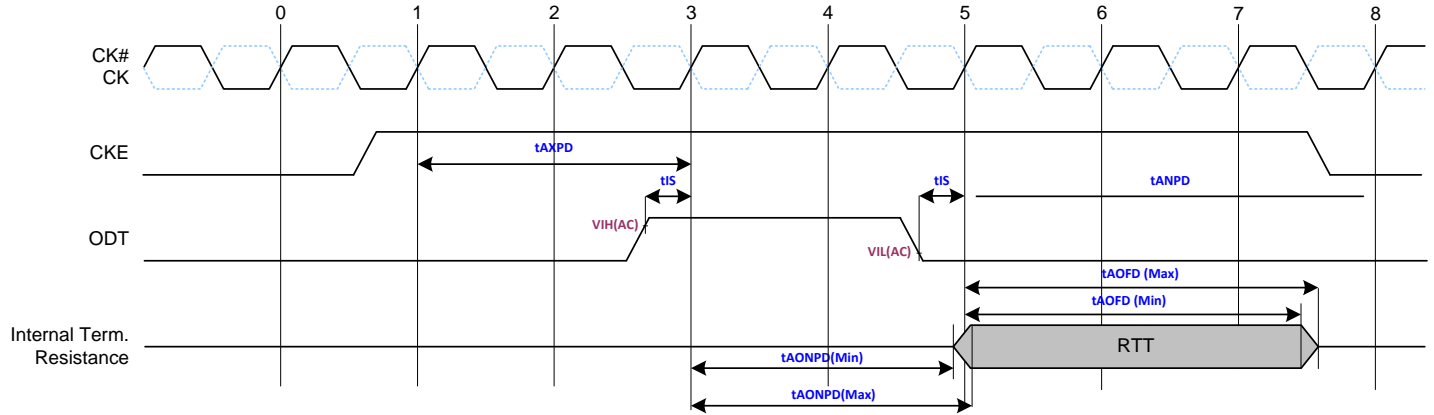 0 1 2 3 4 5 6 7 8
CK#
CK
CKE
tAXPD
tIS
tIS
tANPD
VIH(AC)
ODT
VIL(AC)
tAOFD (Max)
tAOFD (Min)
Internal Term.
Resistance
RTT
tAONPD(Min)
tAONPD(Max)